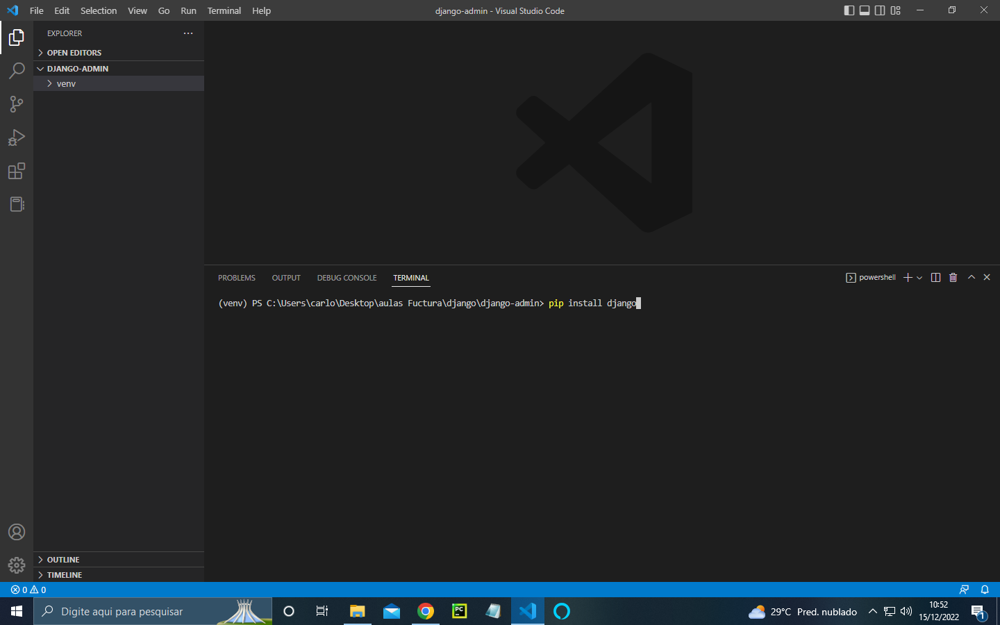 File Edit Selection View Go Run Terminal Help
django-admin - Visual Studio Code
EXPLORER
OPEN EDITORS
DJANGO-ADMIN
venv
PROBLEMS OUTPUT DEBUG CONSOLE TERMINAL
powershell
(venv) PS C:\Users\carlo\Desktop\aulas Fuctura\django\django-admin> pip install django
OUTLINE
TIMELINE
0 0
Digite aqui para pesquisar
PC
29°C Pred. nublado
10:52
15/12/2022
1